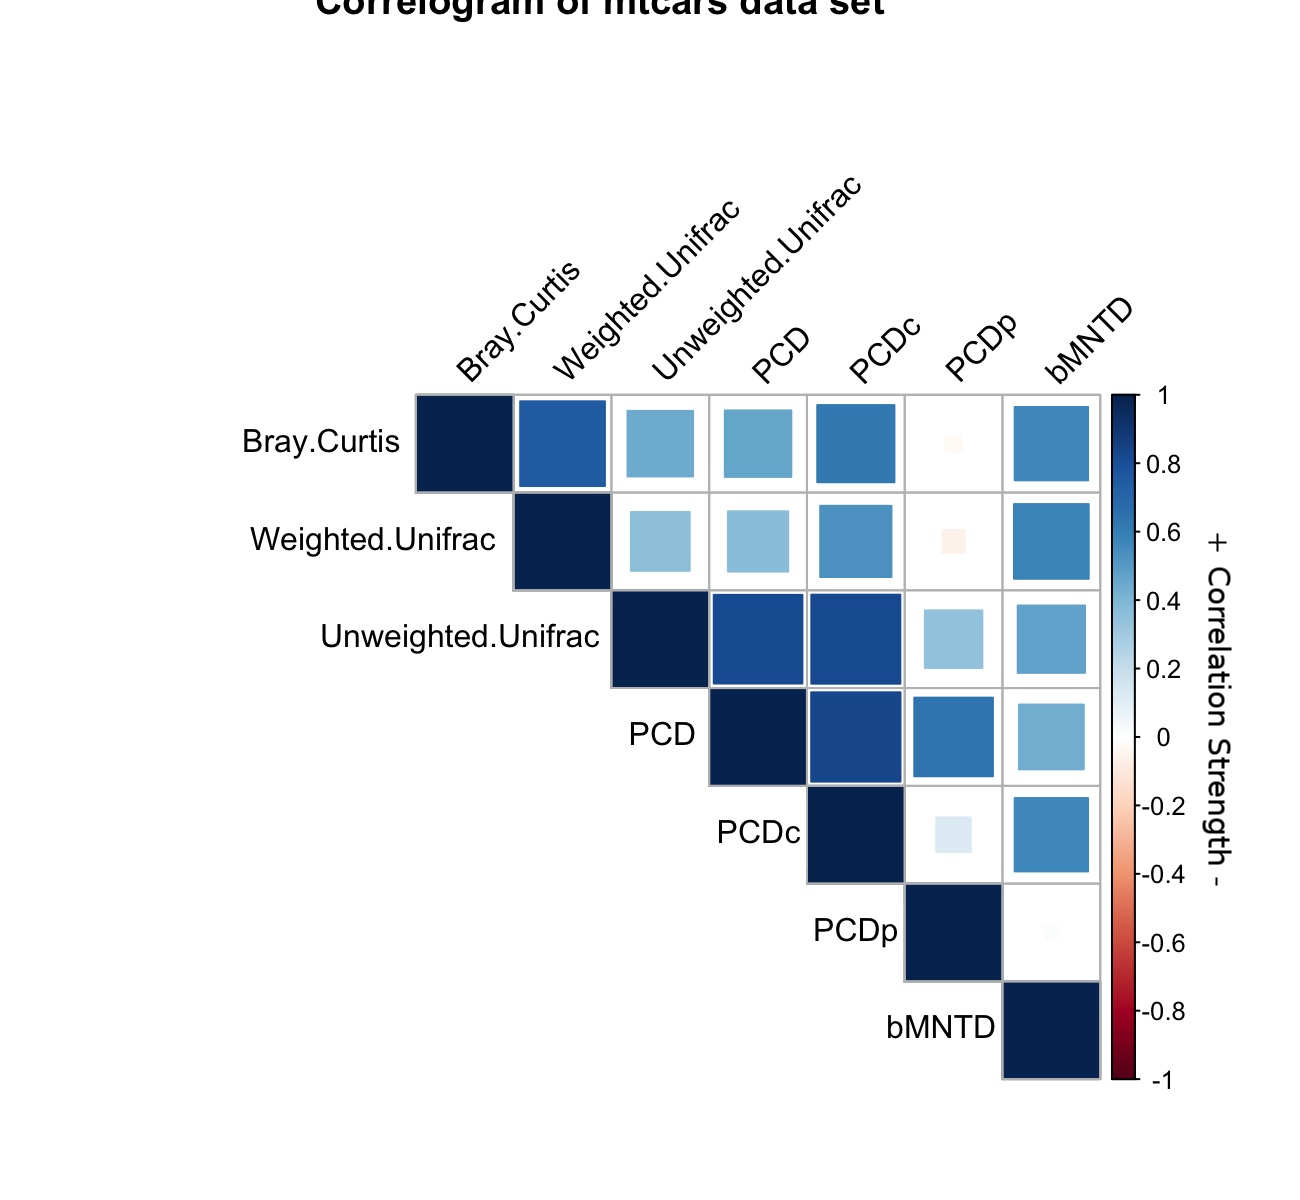 Correlogram of mtcars data set
Bray.Curtis
Weighted.Unifrac
Unweighted.Unifrac
PCD
PCDc
PCDp
bMNTD
Bray.Curtis
Weighted.Unifrac
Unweighted.Unifrac
PCD
PCDc
PCDp
bMNTD
1
0.8
0.6
0.4
0.2
0
-0.2
-0.4
-0.6
-0.8
-1
+ Correlation Strength -